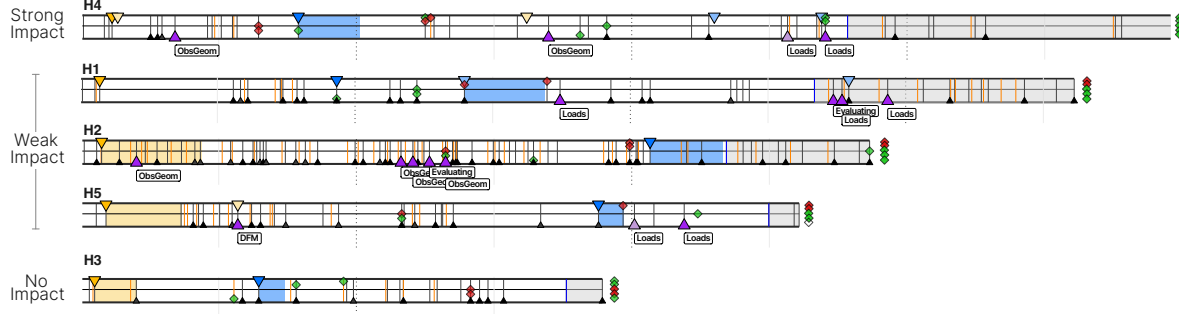 H4
Strong
Impact
ObsGeom
ObsGeom
Loads
Loads
H1
Loads
Evaluating
Loads
Loads
Weak
Impact
H2
ObsGeom
ObsGe
Evaluating
ObsGeo
ObsGeom
H5
DFM
Loads
Loads
H3
No
Impact